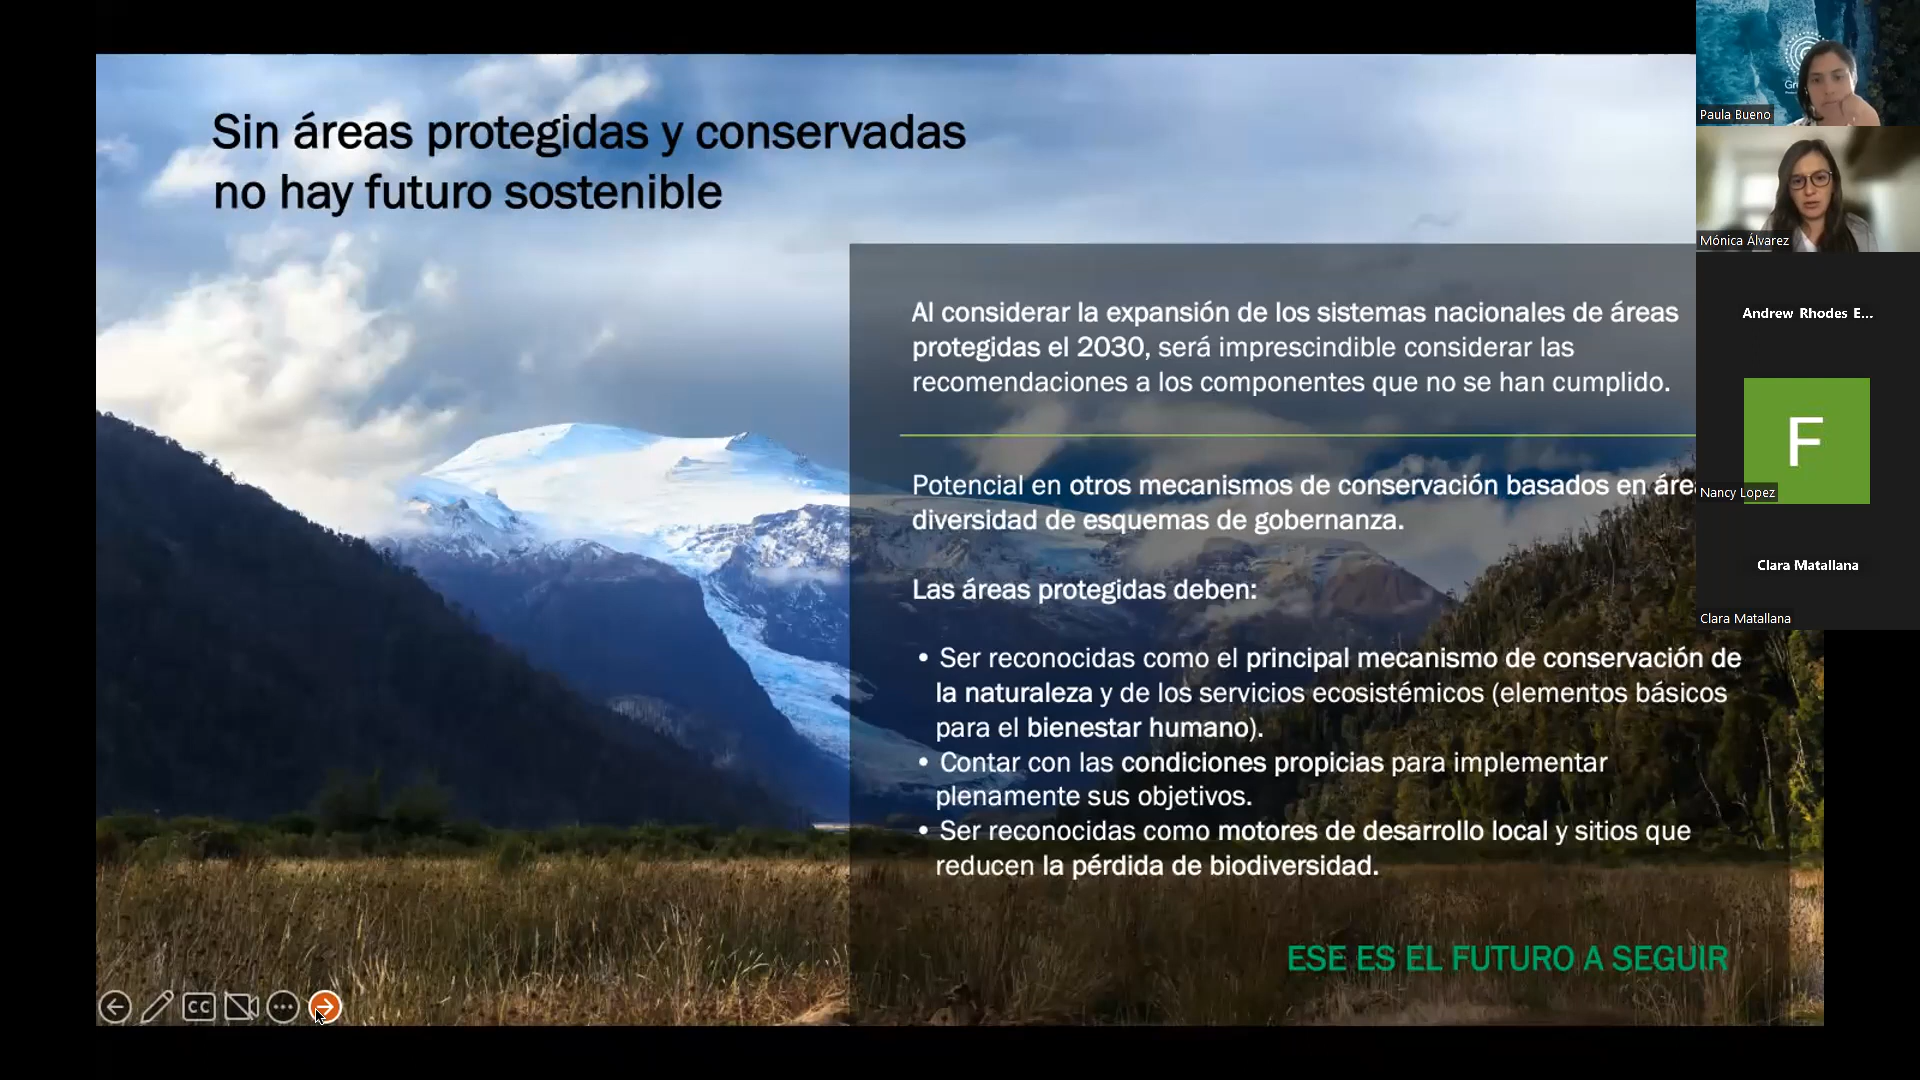 Sin áreas protegidas y conservadas
no hay futuro sostenible
Al considerar la expansión de los sistemas nacionales de áreas
protegidas el 2030, será imprescindible considerar las
recomendaciones a los componentes que no se han cumplido.
Potencial en otros mecanismos de conservación basados en
diversidad de esquemas de gobernanza.
Las áreas protegidas deben:
• Ser reconocidas como el principal mecanismo de conservación de
la naturaleza y de los servicios ecosistémicos (elementos básicos
para el bienestar humano).
• Contar con las condiciones propicias para implementar
plenamente sus objetivos.
• Ser reconocidas como motores de desarrollo local y sitios que
reducen la pérdida de biodiversidad.
ESE ES EL FUTURO A SEGUIR
CC
Paula Bueno
Mónica Álvarez
Andrew Rhodes E...
F
Nancy Lopez
Clara Matallana
Clara Matallana